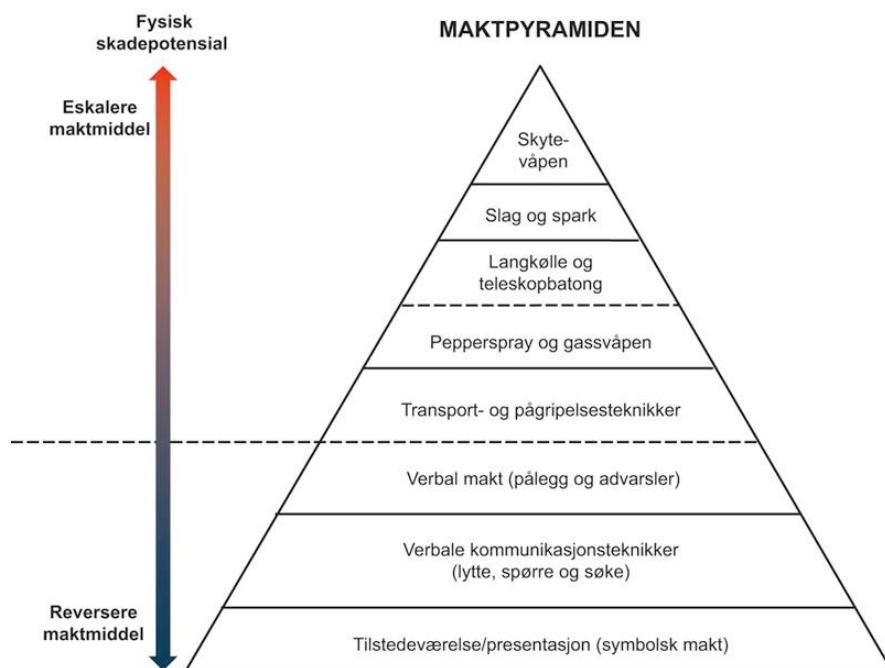 Fysisk
skadepotensial
MAKTPYRAMIDEN
Eskalere
maktmiddel
Skyte-
våpen
Slag og spark
Langkølle og
teleskopbatong
Pepperspray og gassvåpen
Transport- og pågripelsesteknikker
Verbal makt (pålegg og advarsler)
Verbale kommunikasjonsteknikker
(lytte, spørre og søke)
Reversere
maktmiddel
Tilstedeværelse/presentasjon (symbolsk makt)